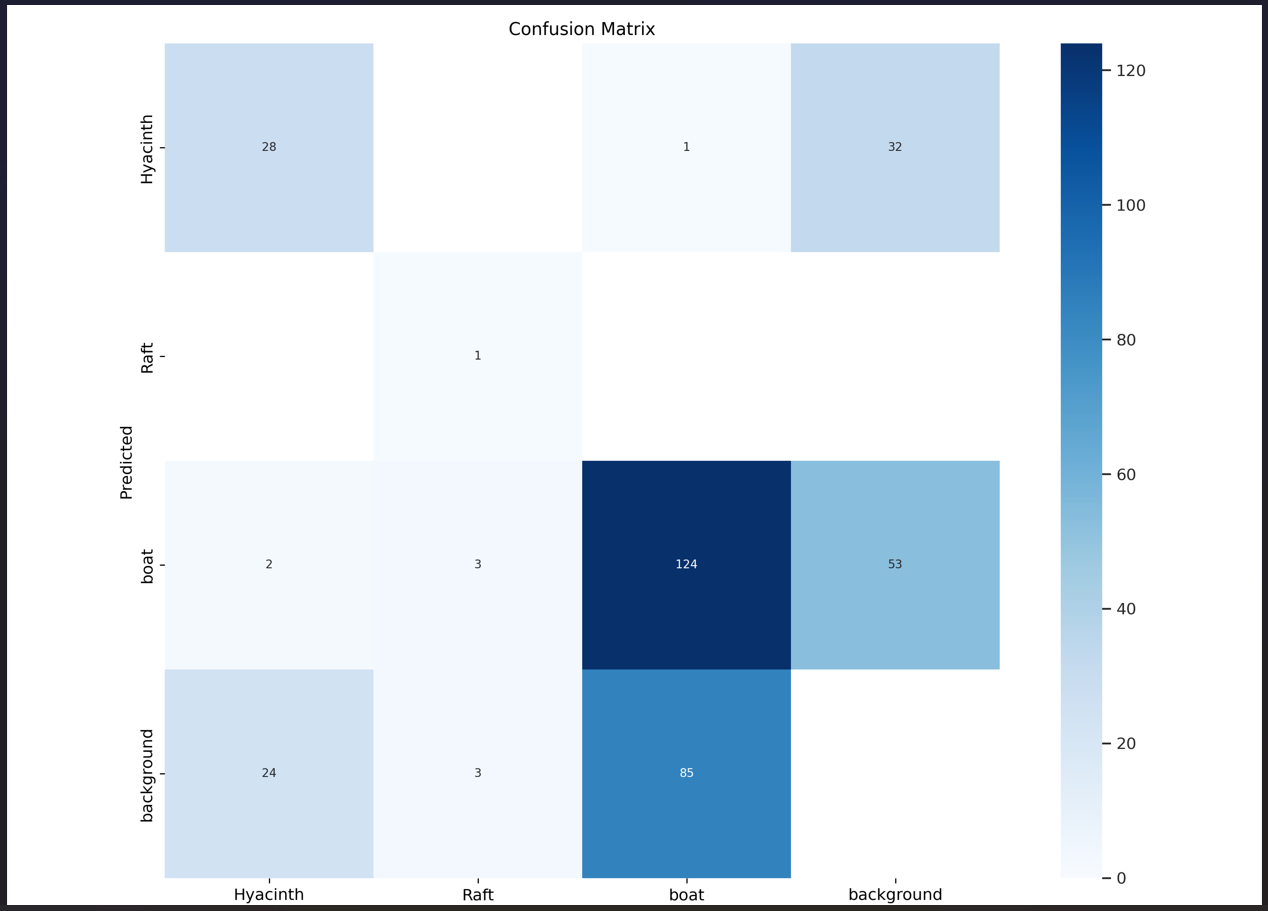 Confusion Matrix
Hyacinth
28
1
32
Raft
1
Predicted
boat
2
3
124
53
background
24
3
85
Hyacinth
Raft
boat
background
120
100
80
60
40
20
0